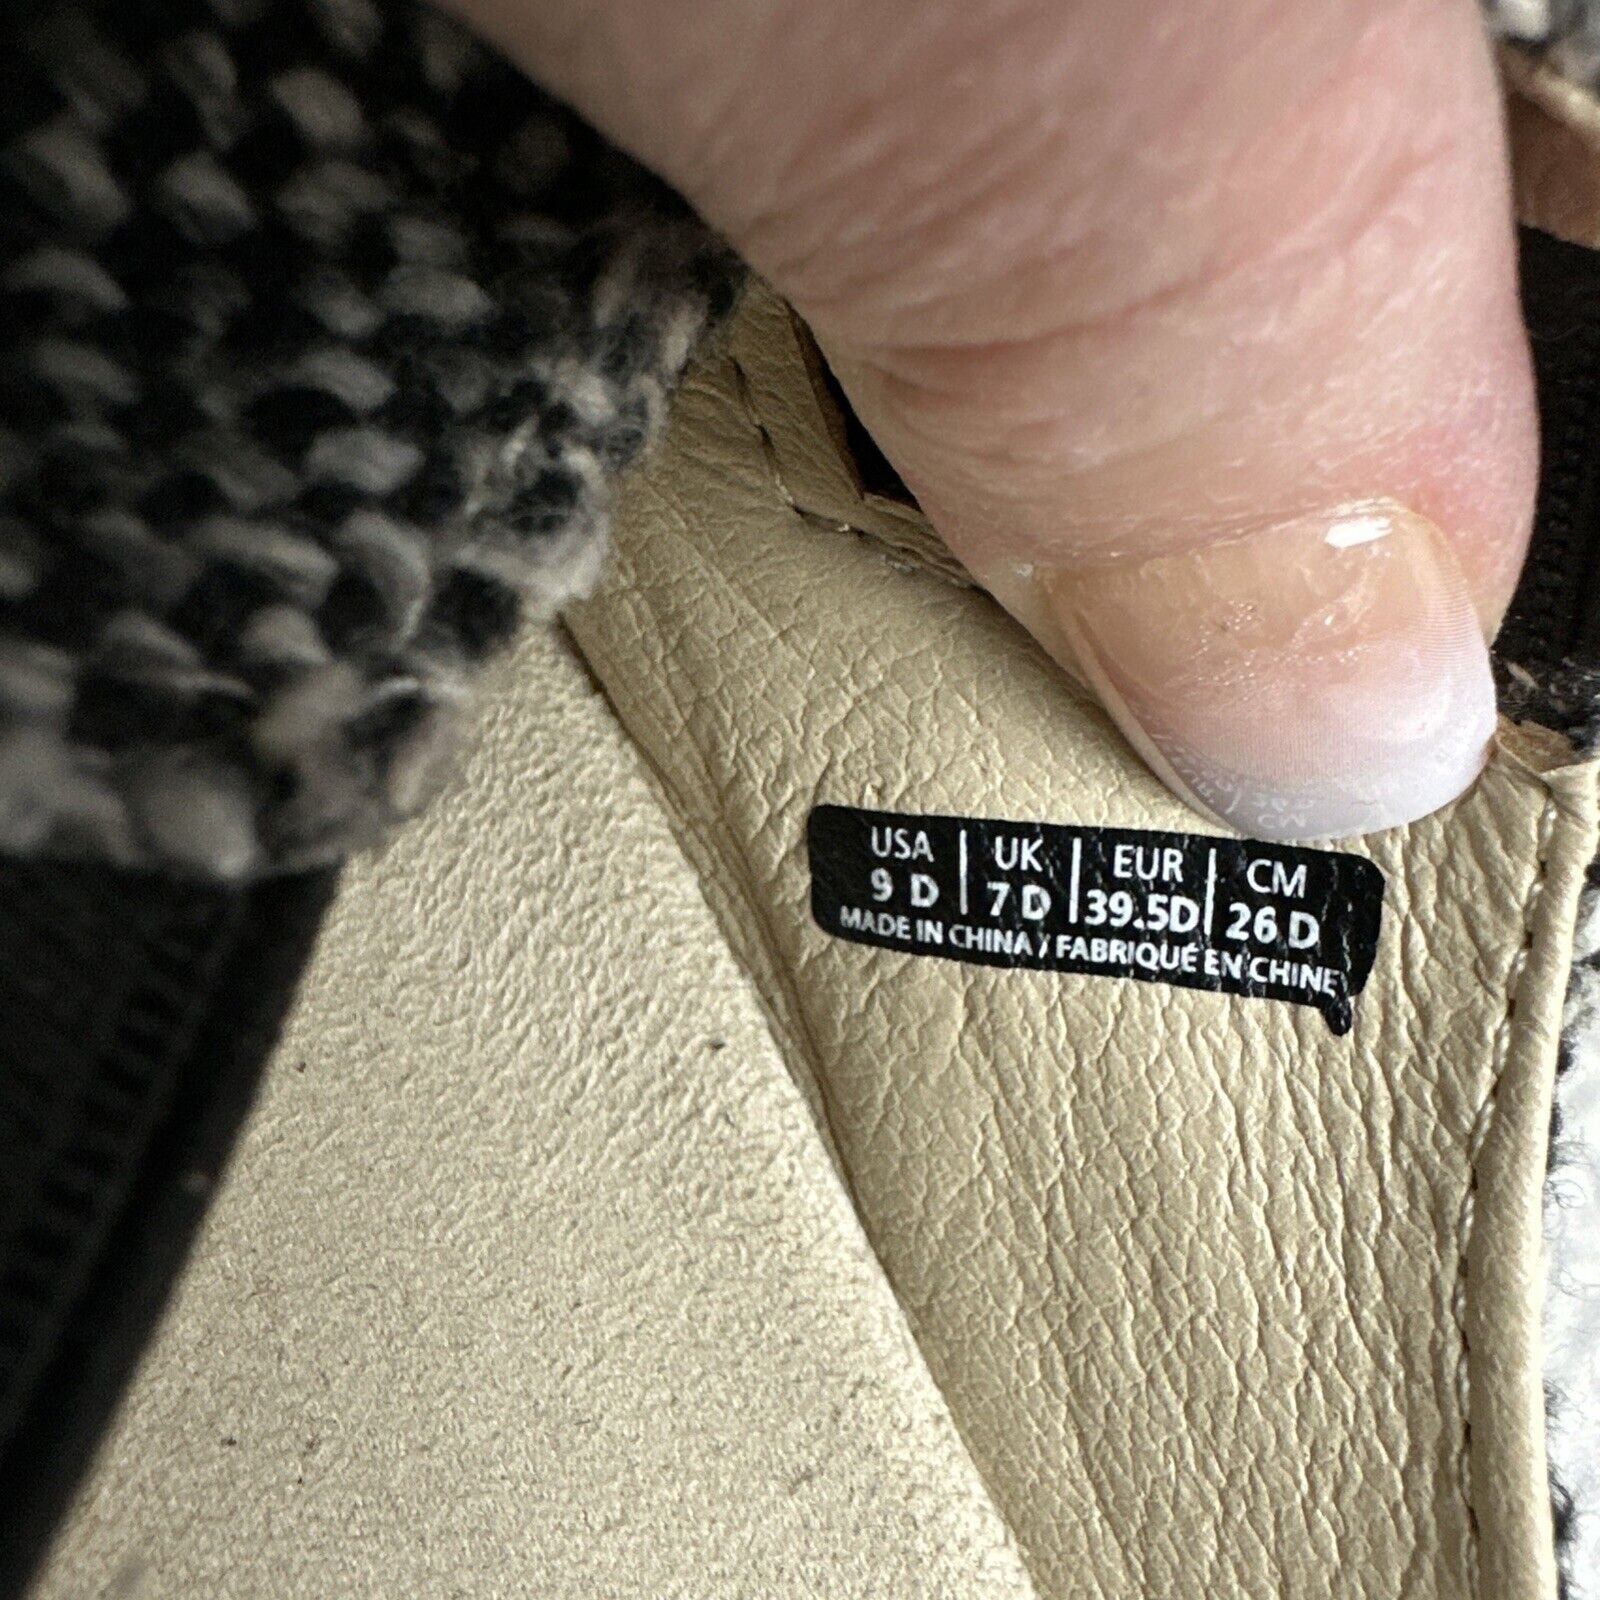 USA | UK | EUR | CM
9 D | 7 D | 39.5D | 26 D
MADE IN CHINA / FABRIQUÉ EN CHINE